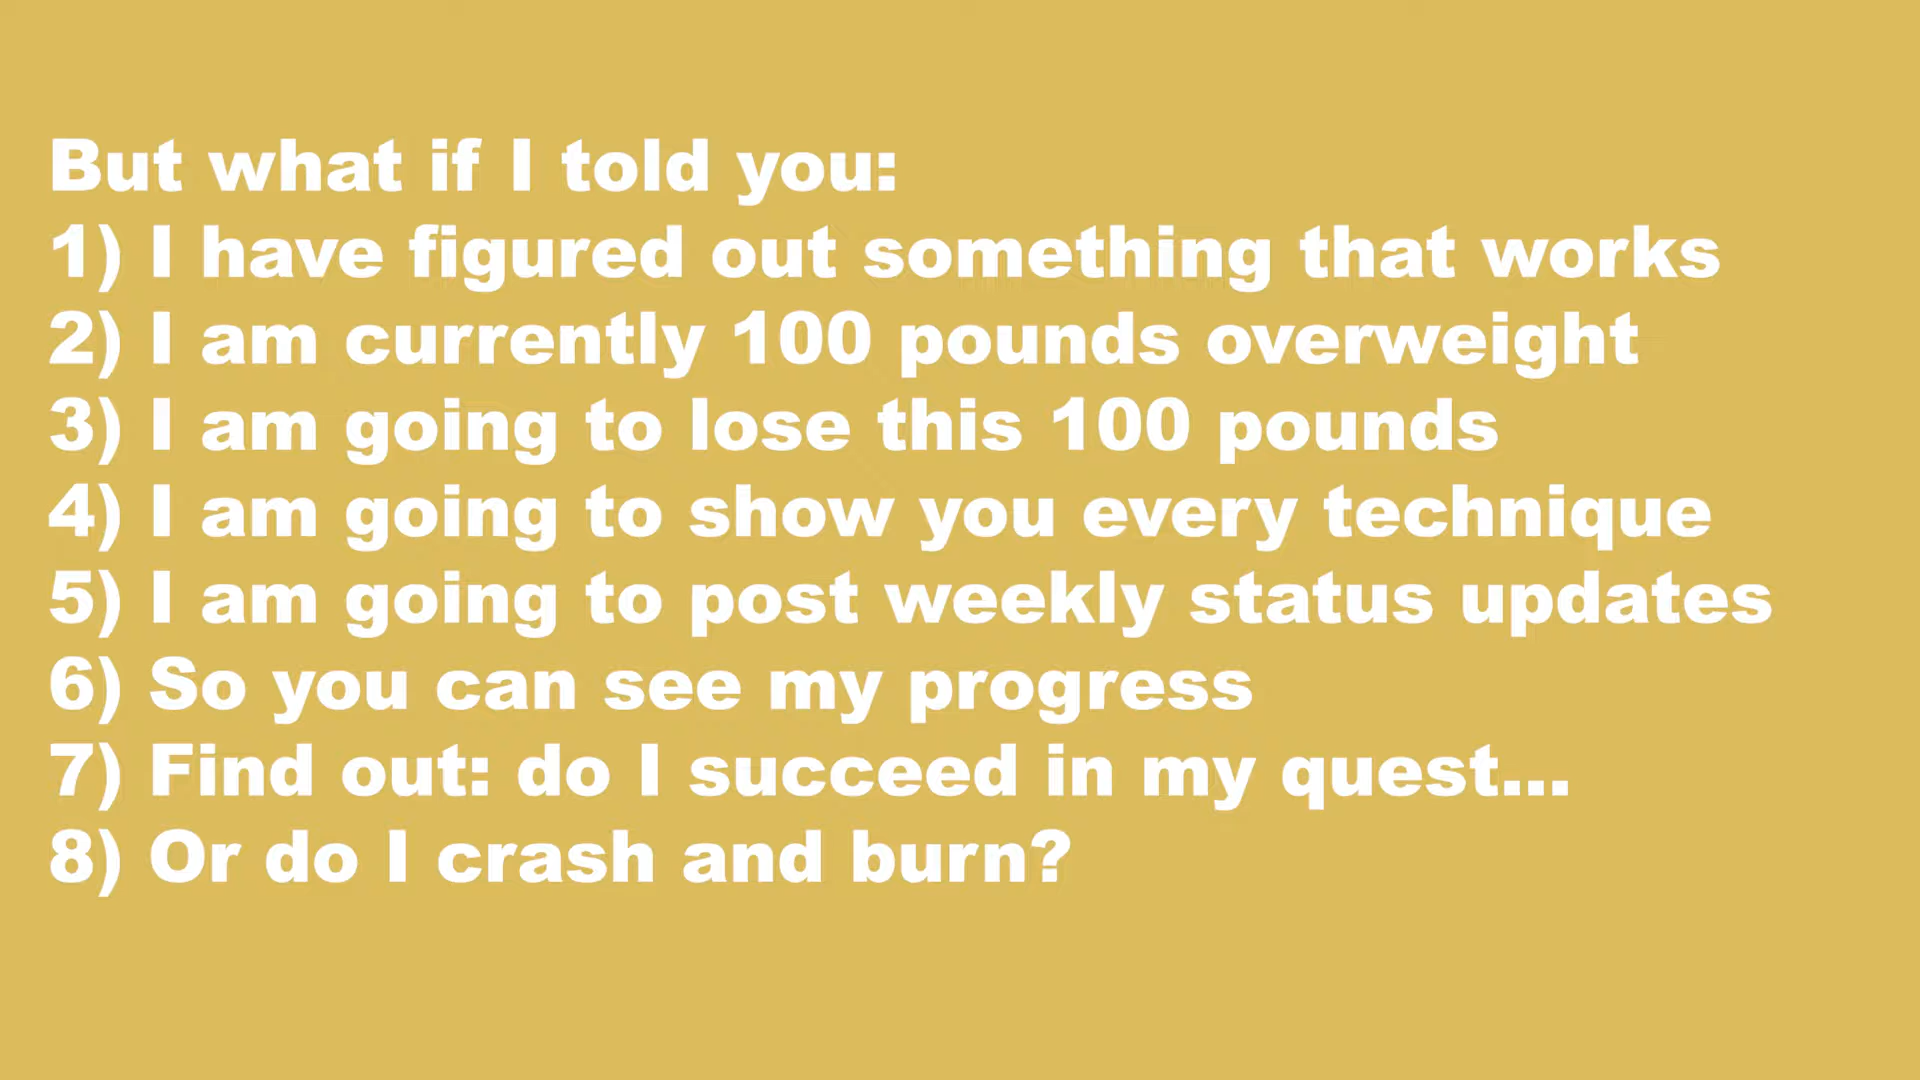 But what if I told you:
1) I have figured out something that works
2) I am currently 100 pounds overweight
3) I am going to lose this 100 pounds
4) I am going to show you every technique
5) I am going to post weekly status updates
6) So you can see my progress
7) Find out: do I succeed in my quest...
8) Or do I crash and burn?